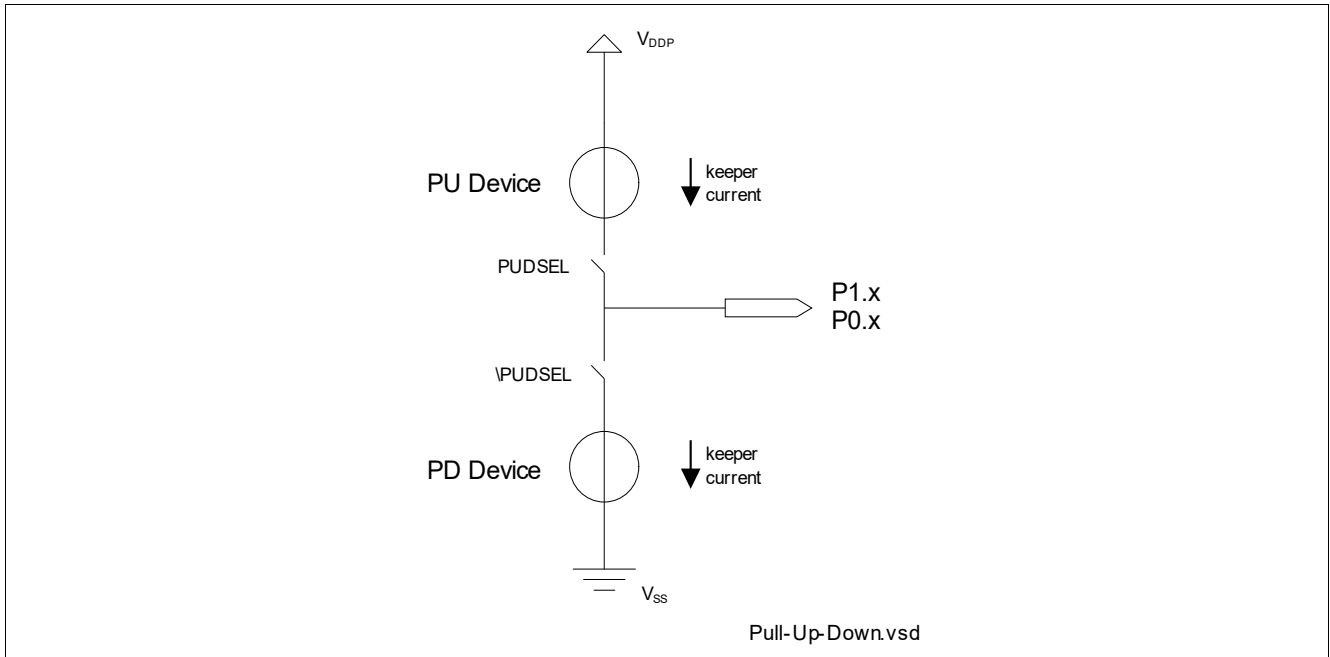 VDDP
PU Device
keeper
current
PUDSEL
P1.x
P0.x
\PUDSEL
PD Device
keeper
current
VSS
Pull-Up-Down.vsd